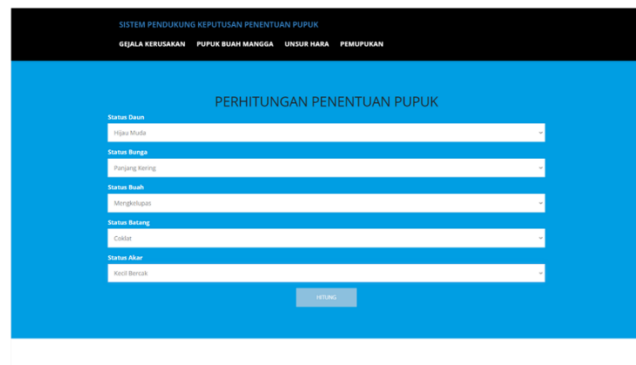 SISTEM PENDUKUNG KEPUTUSAN PENENTUAN PUPUK
GEJALA KERUSAKAN PUPUK BUAH MANGGA UNSUR HARA PEMUPUKAN
PERHITUNGAN PENENTUAN PUPUK
Status Daun
Hijau Muda
Status Bunga
Panjang Kering
Status Buah
Mengkelupas
Status Batang
Coklat
Status Akar
Kecil Bercak
HITUNG